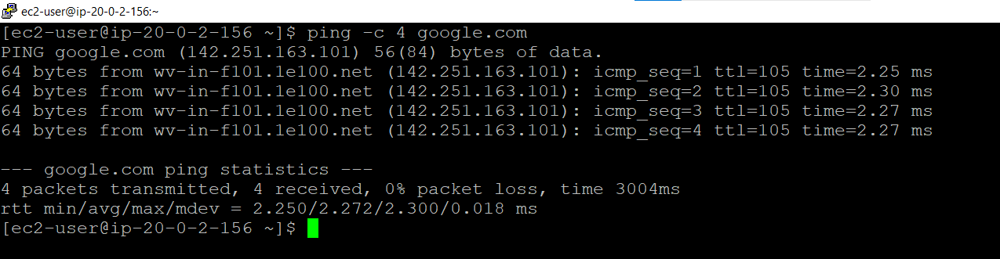 ec2-user@ip-20-0-2-156:~
[ec2-user@ip-20-0-2-156 ~]$ ping -c 4 google.com
PING google.com (142.251.163.101) 56(84) bytes of data.
64 bytes from wv-in-f101.1e100.net (142.251.163.101): icmp_seq=1 ttl=105 time=2.25 ms
64 bytes from wv-in-f101.1e100.net (142.251.163.101): icmp_seq=2 ttl=105 time=2.30 ms
64 bytes from wv-in-f101.1e100.net (142.251.163.101): icmp_seq=3 ttl=105 time=2.27 ms
64 bytes from wv-in-f101.1e100.net (142.251.163.101): icmp_seq=4 ttl=105 time=2.27 ms
--- google.com ping statistics ---
4 packets transmitted, 4 received, 0% packet loss, time 3004ms
rtt min/avg/max/mdev = 2.250/2.272/2.300/0.018 ms
[ec2-user@ip-20-0-2-156 ~]$